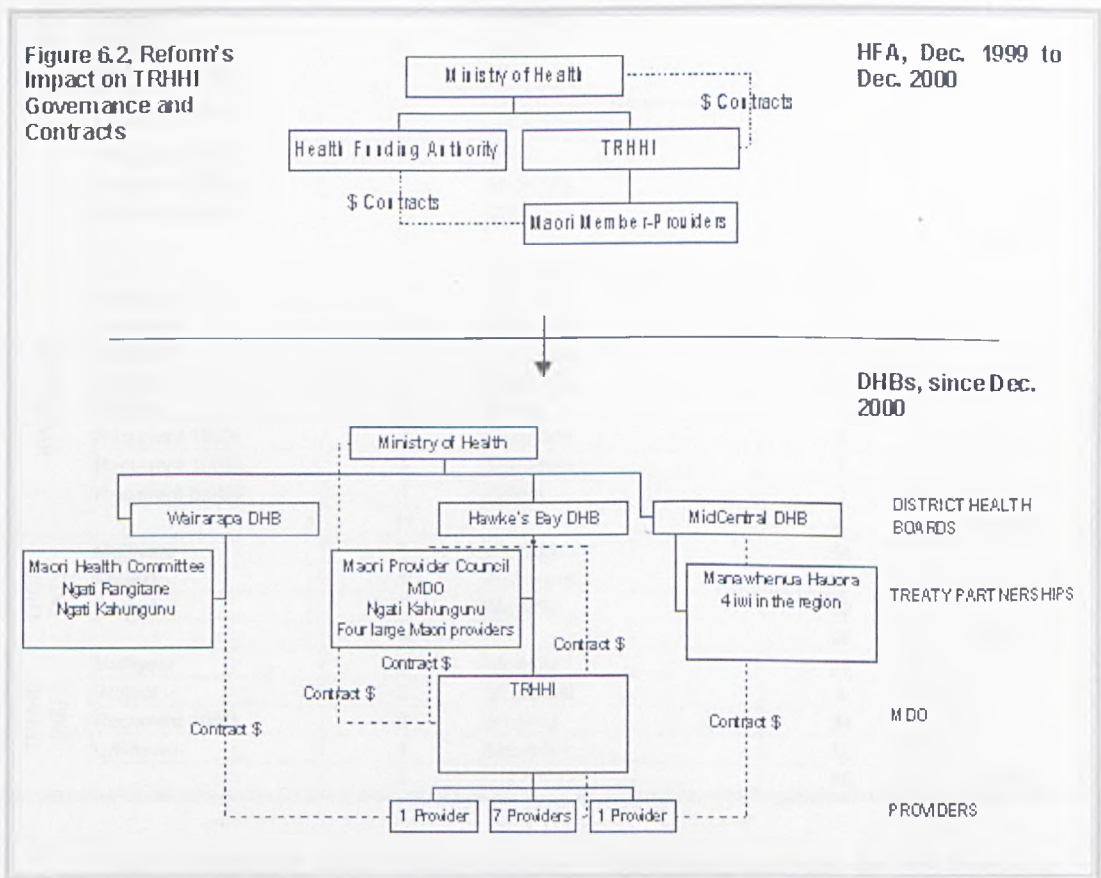 Figure 6.2, Reform's
Impact on TRHHI
Governance and
Contracts
HFA, Dec. 1999 to
Dec. 2000
Ministry of Health
$ Contracts
Health Funding Authority
TRHHI
$ Contracts
Maori Member-Providers
DHBs, since Dec.
2000
Ministry of Health
Wairarapa DHB
Hawke's Bay DHB
MidCentral DHB
DISTRICT HEALTH
BOARDS
Maori Health Committee
Ngati Rangitane
Ngati Kahungunu
Maori Provider Council
MDO
Ngati Kahungunu
Four large Maori providers
Manawhenua Hauora
4 iwi in the region
TREATY PARTNERSHIPS
Contract $
Contract $
Contract $
TRHHI
MDO
Contract $
Contract $
1 Provider
7 Providers
1 Provider
PROVIDERS